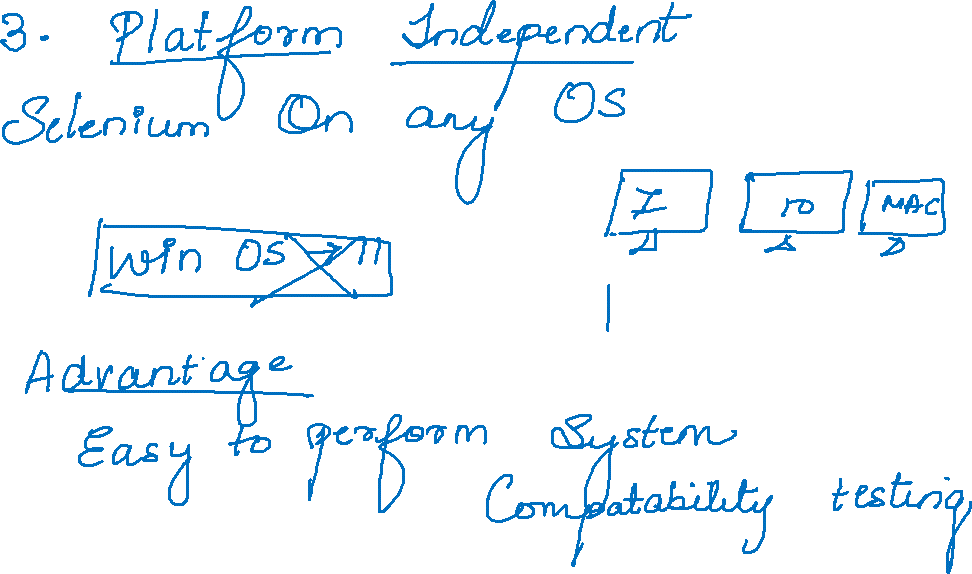 3. Platform Independent
Selenium On any OS
I 10 MAC
Win OS → 11
Advantage
Easy to perform System
Compatability testing